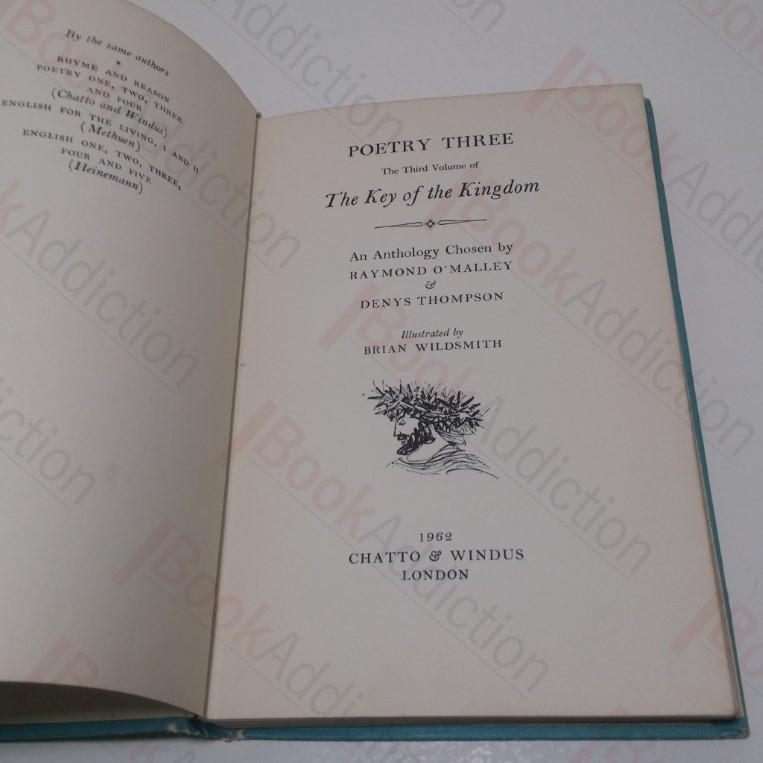 By the same authors
*
RHYME AND REASON
POETRY ONE, TWO, THREE
AND FOUR
(Chatto and Windus)
ENGLISH FOR THE LIVING, I AND II
(Methuen)
ENGLISH ONE, TWO, THREE,
FOUR AND FIVE
(Heinemann)
POETRY THREE
The Third Volume of
The Key of the Kingdom
An Anthology Chosen by
RAYMOND O'MALLEY
&
DENYS THOMPSON
Illustrated by
BRIAN WILDSMITH
1962
CHATTO & WINDUS
LONDON
BookAddiction